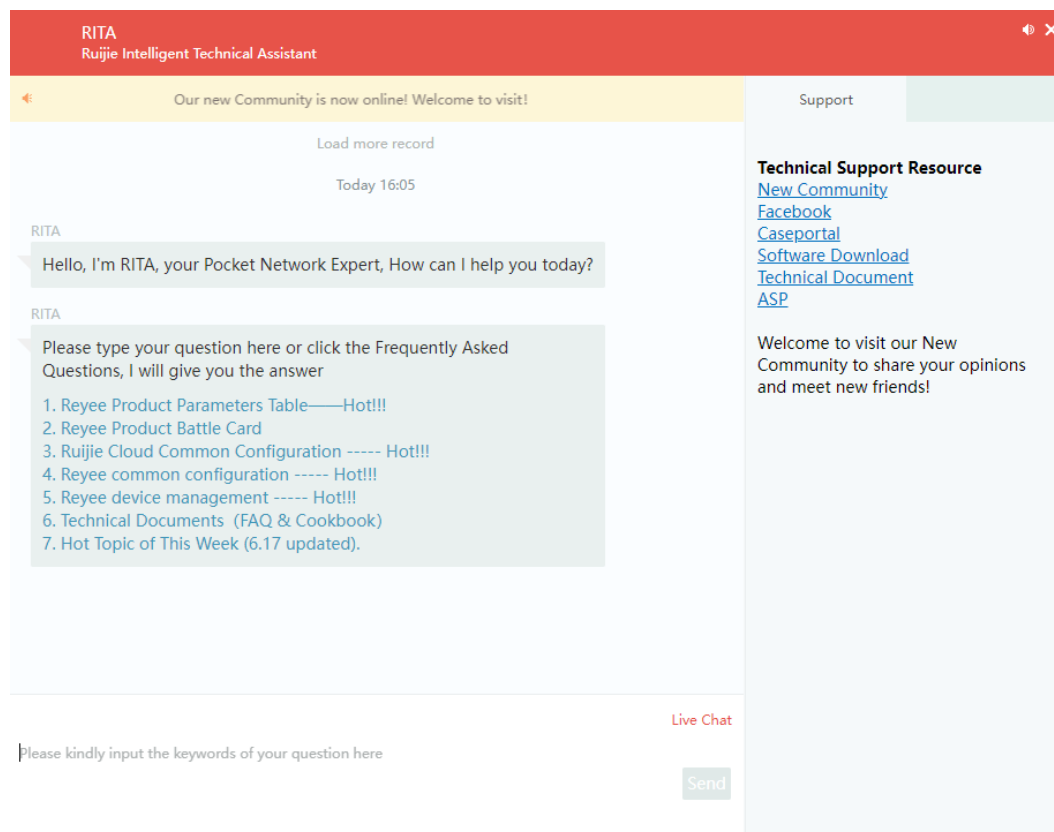 RITA
Ruijie Intelligent Technical Assistant
Our new Community is now online! Welcome to visit!
Load more record
Today 16:05
RITA
Hello, I'm RITA, your Pocket Network Expert, How can I help you today?
RITA
Please type your question here or click the Frequently Asked
Questions, I will give you the answer
1. Reyee Product Parameters Table——Hot!!!
2. Reyee Product Battle Card
3. Ruijie Cloud Common Configuration ----- Hot!!!
4. Reyee common configuration ----- Hot!!!
5. Reyee device management ----- Hot!!!
6. Technical Documents  (FAQ & Cookbook)
7. Hot Topic of This Week (6.17 updated).
Live Chat
Please kindly input the keywords of your question here
Send
Support
Technical Support Resource
New Community
Facebook
Caseportal
Software Download
Technical Document
ASP
Welcome to visit our New
Community to share your opinions
and meet new friends!